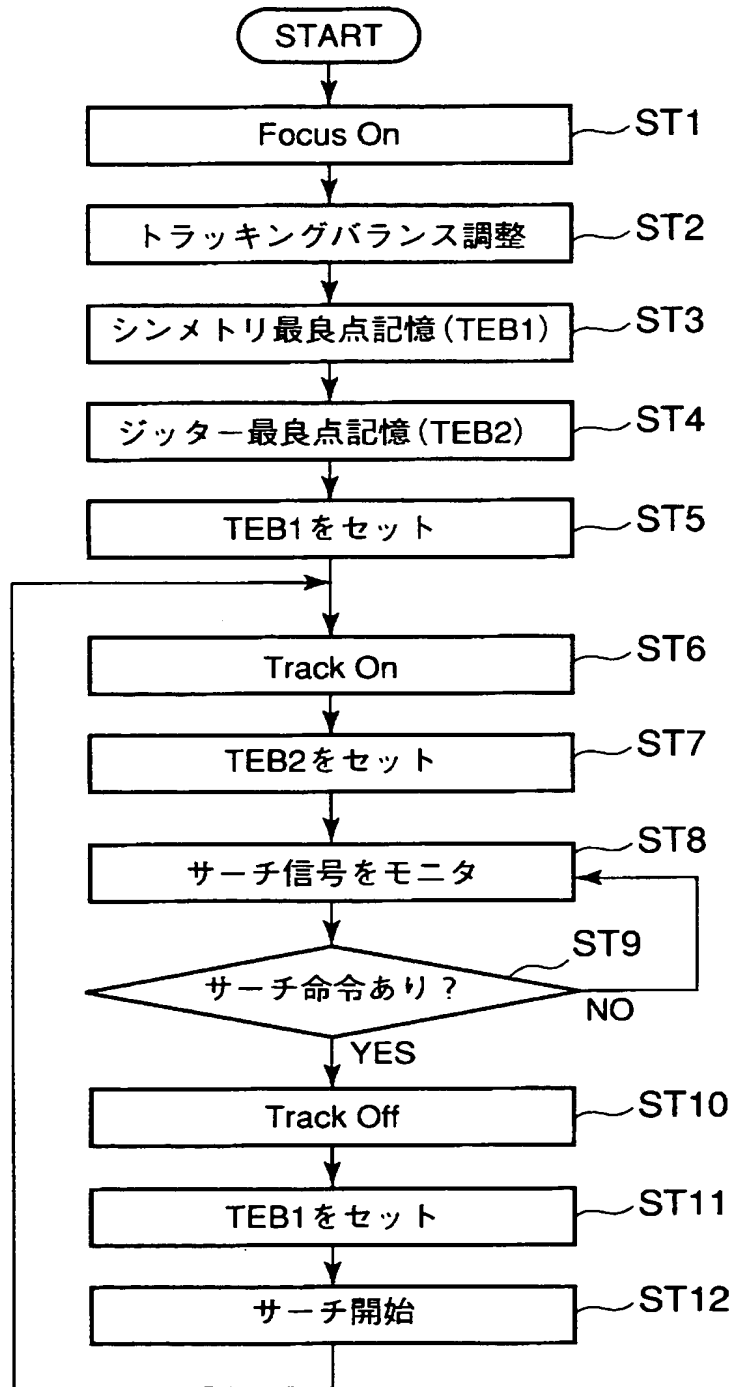 START
Focus On
ST1
トラッキングバランス調整
ST2
シンメトリ最良点記憶(TEB1)
ST3
ジッター最良点記憶(TEB2)
ST4
TEB1をセット
ST5
Track On
ST6
TEB2をセット
ST7
サーチ信号をモニタ
ST8
サーチ命令あり?
ST9
NO
YES
Track Off
ST10
TEB1をセット
ST11
サーチ開始
ST12